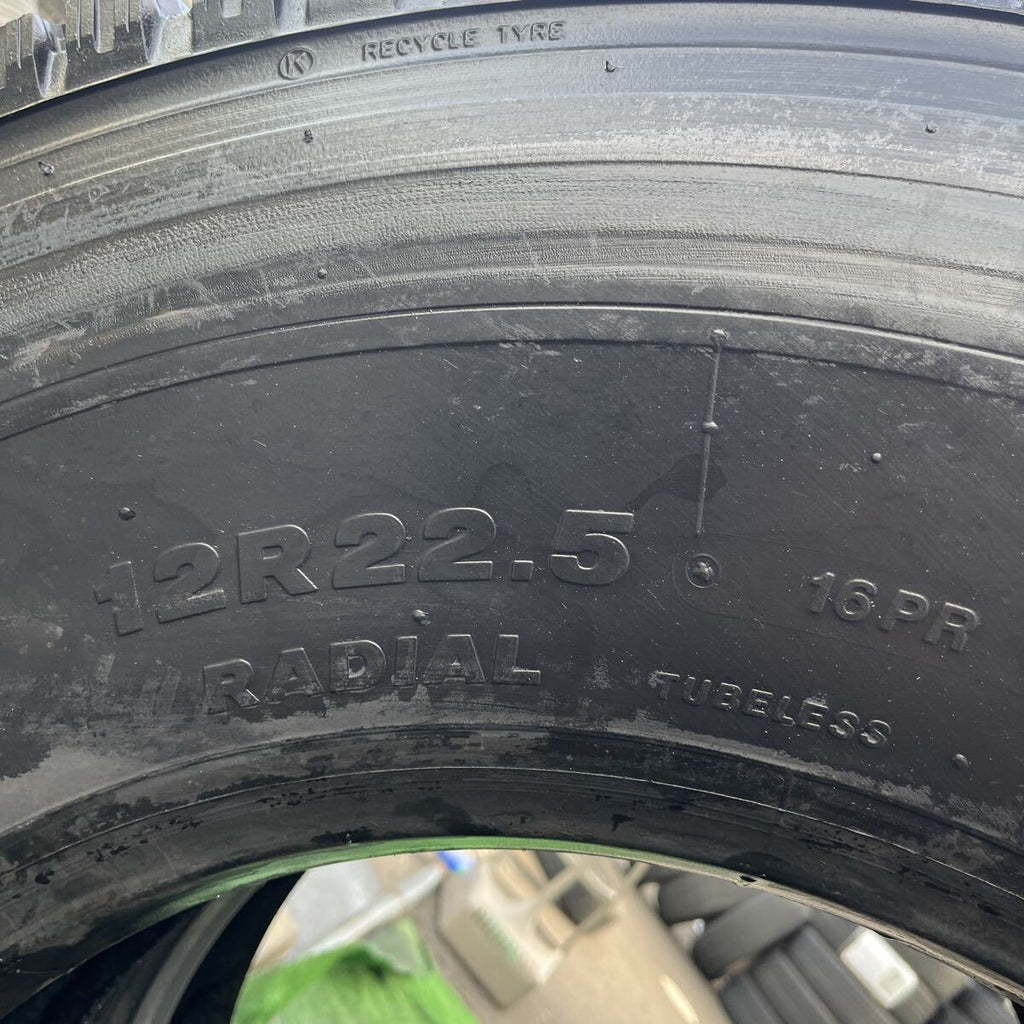 K RECYCLE TYRE
12R22.5 16PR
RADIAL TUBELESS